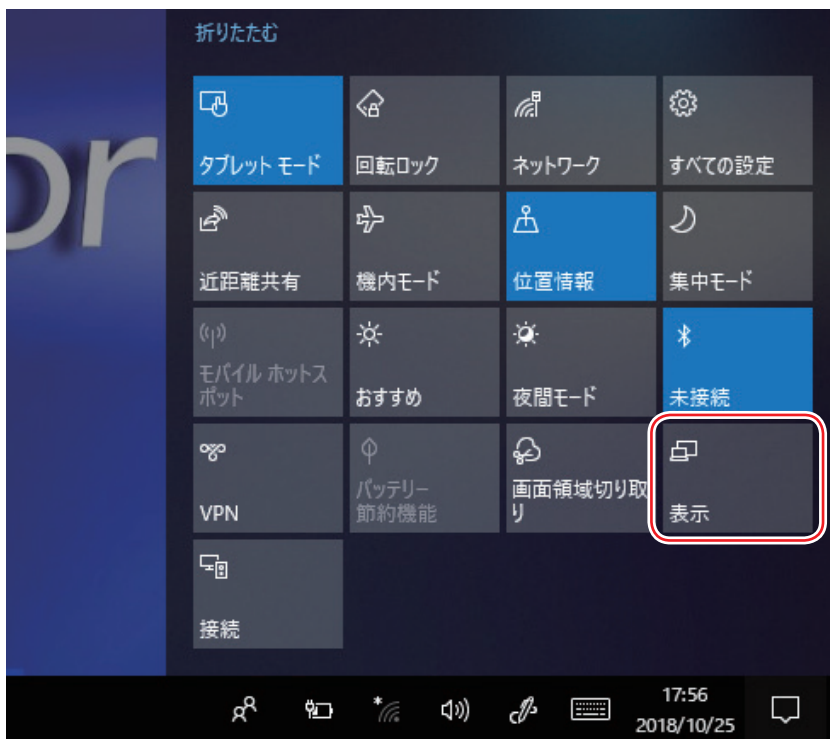 折りたたむ
or
タブレット モード
回転ロック
ネットワーク
すべての設定
近距離共有
機内モード
位置情報
集中モード
モバイル ホットス
ポット
おすすめ
夜間モード
未接続
VPN
バッテリー
節約機能
画面領域切り取
り
表示
接続
17:56
2018/10/25